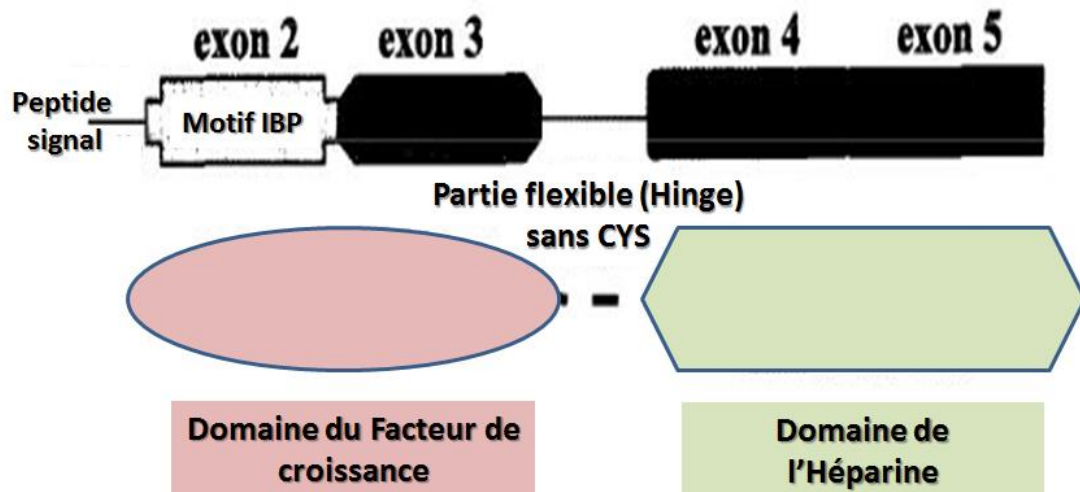 exon 2 exon 3 exon 4 exon 5
Peptide
signal
Motif IBP
Partie flexible (Hinge)
sans CYS
Domaine du Facteur de
croissance
Domaine de
l'Héparine